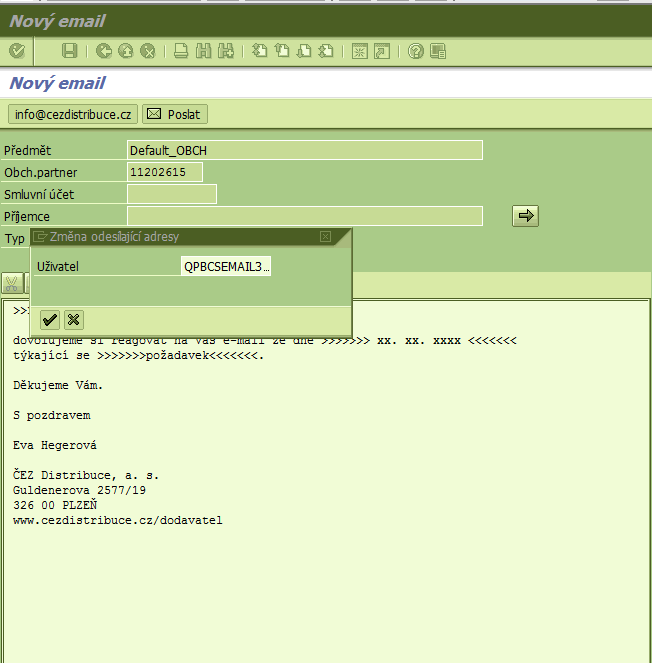 Nový email
Nový email
info@cezdistribuce.cz Poslat
Předmět Default_OBCH
Obch.partner 11202615
Smluvní účet
Příjemce
Typ
Změna odesílající adresy
Uživatel QPBCSEMAIL3…
dovolujeme si reagovat na Váš e-mail ze dne >>>>>>> xx. xx. xxxx <<<<<<<
týkající se >>>>>>>požadavek<<<<<<<.
Děkujeme Vám.
S pozdravem
Eva Hegerová
ČEZ Distribuce, a. s.
Guldenerova 2577/19
326 00 PLZEŇ
www.cezdistribuce.cz/dodavatel